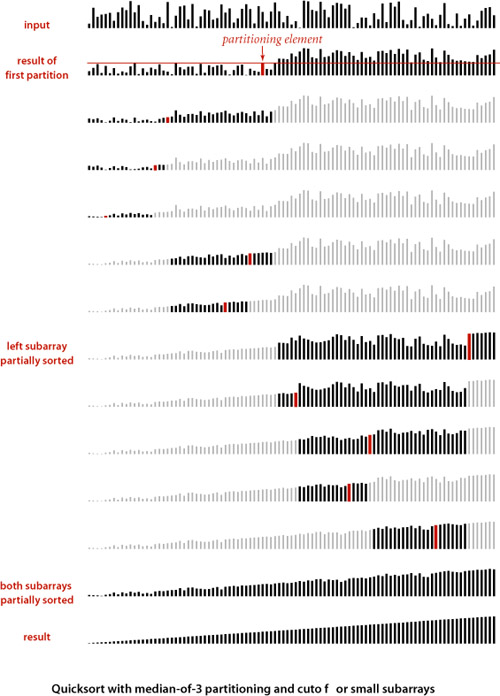 input
partitioning element
result of
first partition
left subarray
partially sorted
both subarrays
partially sorted
result
Quicksort with median-of-3 partitioning and cuto f or small subarrays